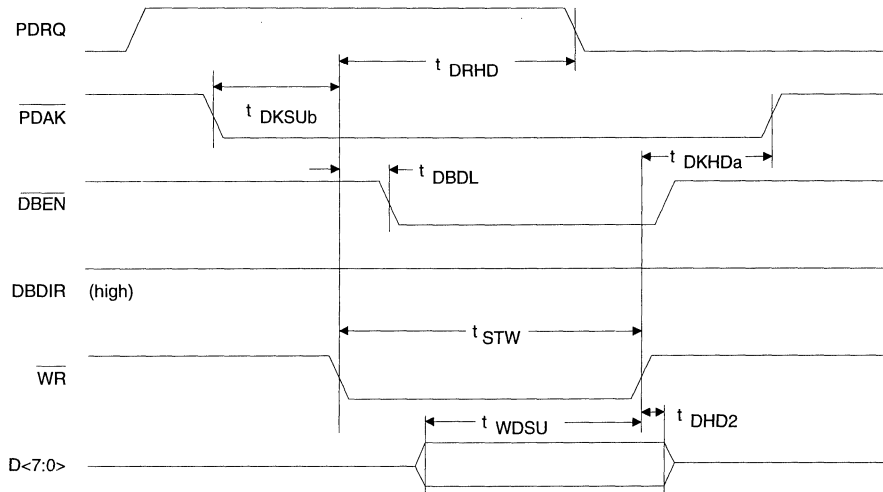 PDRQ
t DRHD
PDAK
t DKSUb
t DKHDa
t DBDL
DBEN
DBDIR (high)
t STW
WR
t WDSU
t DHD2
D<7:0>